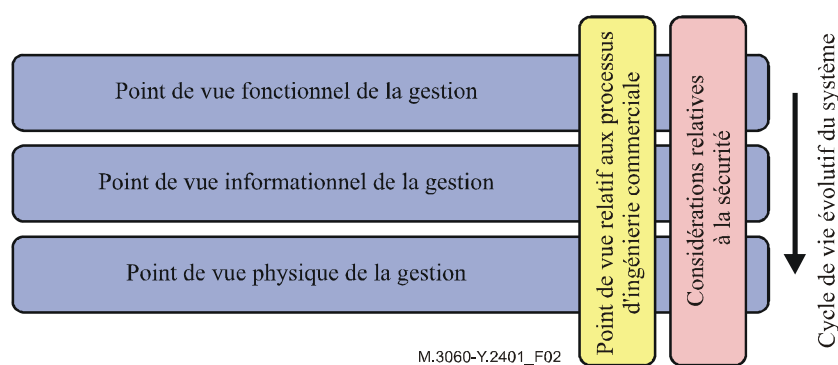 Point de vue fonctionnel de la gestion
Point de vue informationnel de la gestion
Point de vue physique de la gestion
Point de vue relatif aux processus
d'ingénierie commerciale
Considérations relatives
à la sécurité
Cycle de vie évolutif du système
M.3060-Y.2401_F02